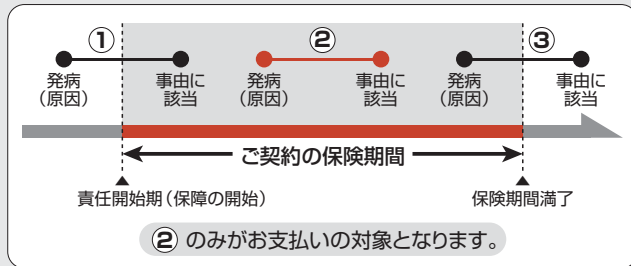 ① ② ③
発病 事由に 発病 事由に 発病 事由に
(原因) 該当 (原因) 該当 (原因) 該当
ご契約の保険期間
責任開始期(保障の開始) 保険期間満了
② のみがお支払いの対象となります。